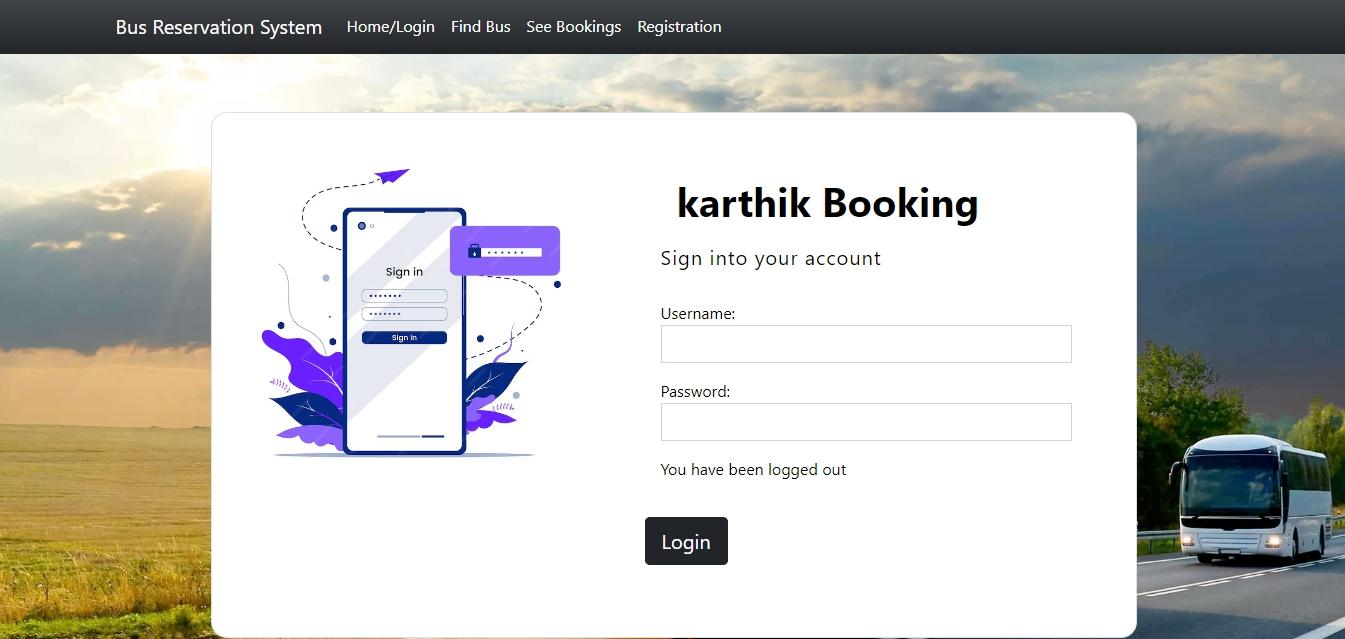 Bus Reservation System Home/Login Find Bus See Bookings Registration
karthik Booking
Sign into your account
Sign in
Sign in
Username:
Password:
You have been logged out
Login